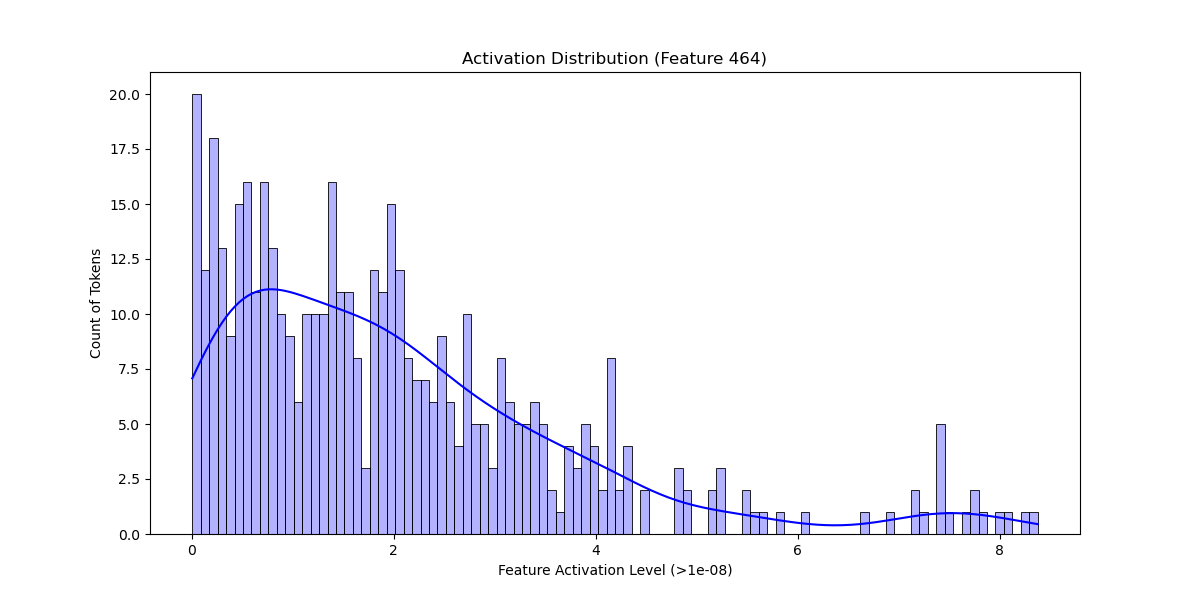 Activation Distribution (Feature 464)
Count of Tokens
20.0
17.5
15.0
12.5
10.0
7.5
5.0
2.5
0.0
0 2 4 6 8
Feature Activation Level (>1e-08)